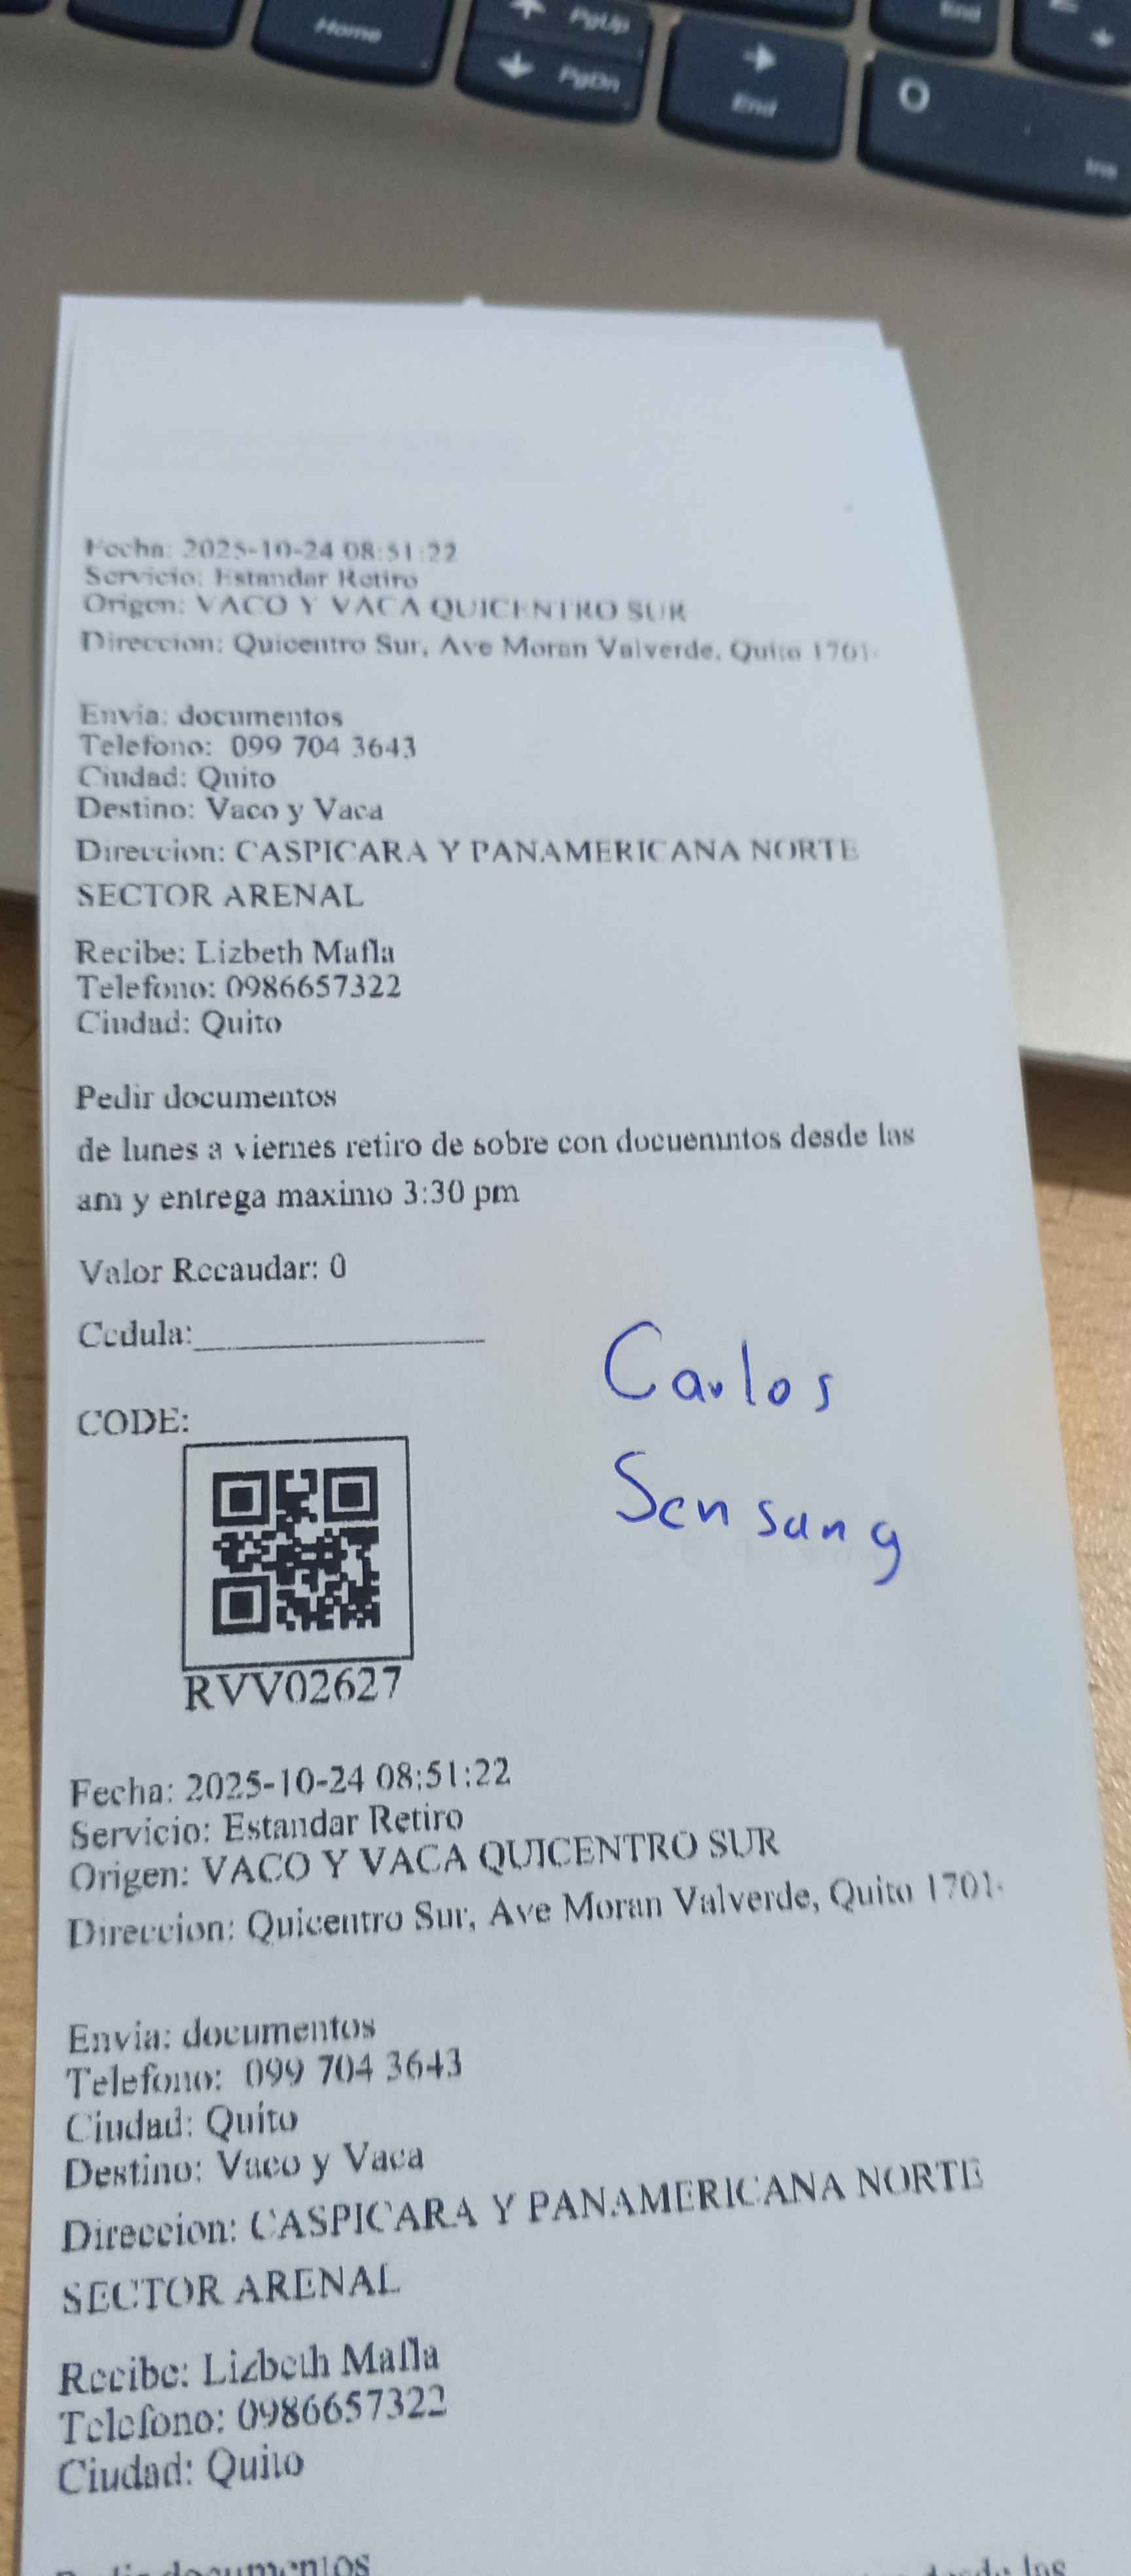 Home
PgUp
PgDn
End
End
O
Ins
Fecha: 2025-10-24 08:51:22
Servicio: Estandar Retiro
Origen: VACO Y VACA QUICENTRO SUR
Direccion: Quicentro Sur, Ave Moran Valverde, Quito 1701
Envia: documentos
Telefono: 099 704 3643
Ciudad: Quito
Destino: Vaco y Vaca
Direccion: CASPICARA Y PANAMERICANA NORTE
SECTOR ARENAL
Recibe: Lizbeth Mafla
Telefono: 0986657322
Ciudad: Quito
Pedir documentos
de lunes a viernes retiro de sobre con docuemntos desde las
am y entrega maximo 3:30 pm
Valor Recaudar: 0
Cedula:
Carlos
Sensang
CODE:
RVV02627
Fecha: 2025-10-24 08:51:22
Servicio: Estandar Retiro
Origen: VACO Y VACA QUICENTRO SUR
Direccion: Quicentro Sur, Ave Moran Valverde, Quito 1701
Envia: documentos
Telefono: 099 704 3643
Ciudad: Quito
Destino: Vaco y Vaca
Direccion: CASPICARA Y PANAMERICANA NORTE
SECTOR ARENAL
Recibe: Lizbeth Mafla
Telefono: 0986657322
Ciudad: Quito
documentos
las